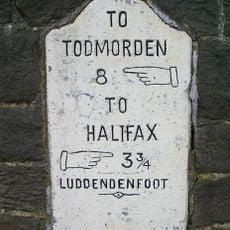 TO
TODMORDEN
8
TO
HALIFAX
3¾
LUDDENDENFOOT